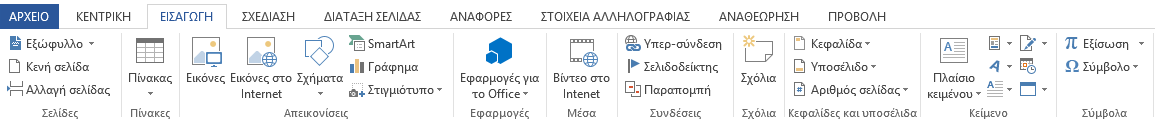 ΑΡΧΕΙΟ ΚΕΝΤΡΙΚΗ ΕΙΣΑΓΩΓΗ ΣΧΕΔΙΑΣΗ ΔΙΑΤΑΞΗ ΣΕΛΙΔΑΣ ΑΝΑΦΟΡΕΣ ΣΤΟΙΧΕΙΑ ΑΛΛΗΛΟΓΡΑΦΙΑΣ ΑΝΑΘΕΩΡΗΣΗ ΠΡΟΒΟΛΗ
Εξώφυλλο
Κενή σελίδα
Αλλαγή σελίδας
Σελίδες
Πίνακας
Πίνακες
Εικόνες
Εικόνες στο
Internet
Σχήματα
SmartArt
Γράφημα
Στιγμιότυπο
Απεικονίσεις
Εφαρμογές για
το Office
Εφαρμογές
Βίντεο στο
Intenet
Μέσα
Υπερ-σύνδεση
Σελιδοδείκτης
Παραπομπή
Συνδέσεις
Σχόλια
Σχόλια
Κεφαλίδα
Υποσέλιδο
Αριθμός σελίδας
Κεφαλίδες και υποσέλιδα
Πλαίσιο
κειμένου
Κείμενο
Εξίσωση
Σύμβολο
Σύμβολα